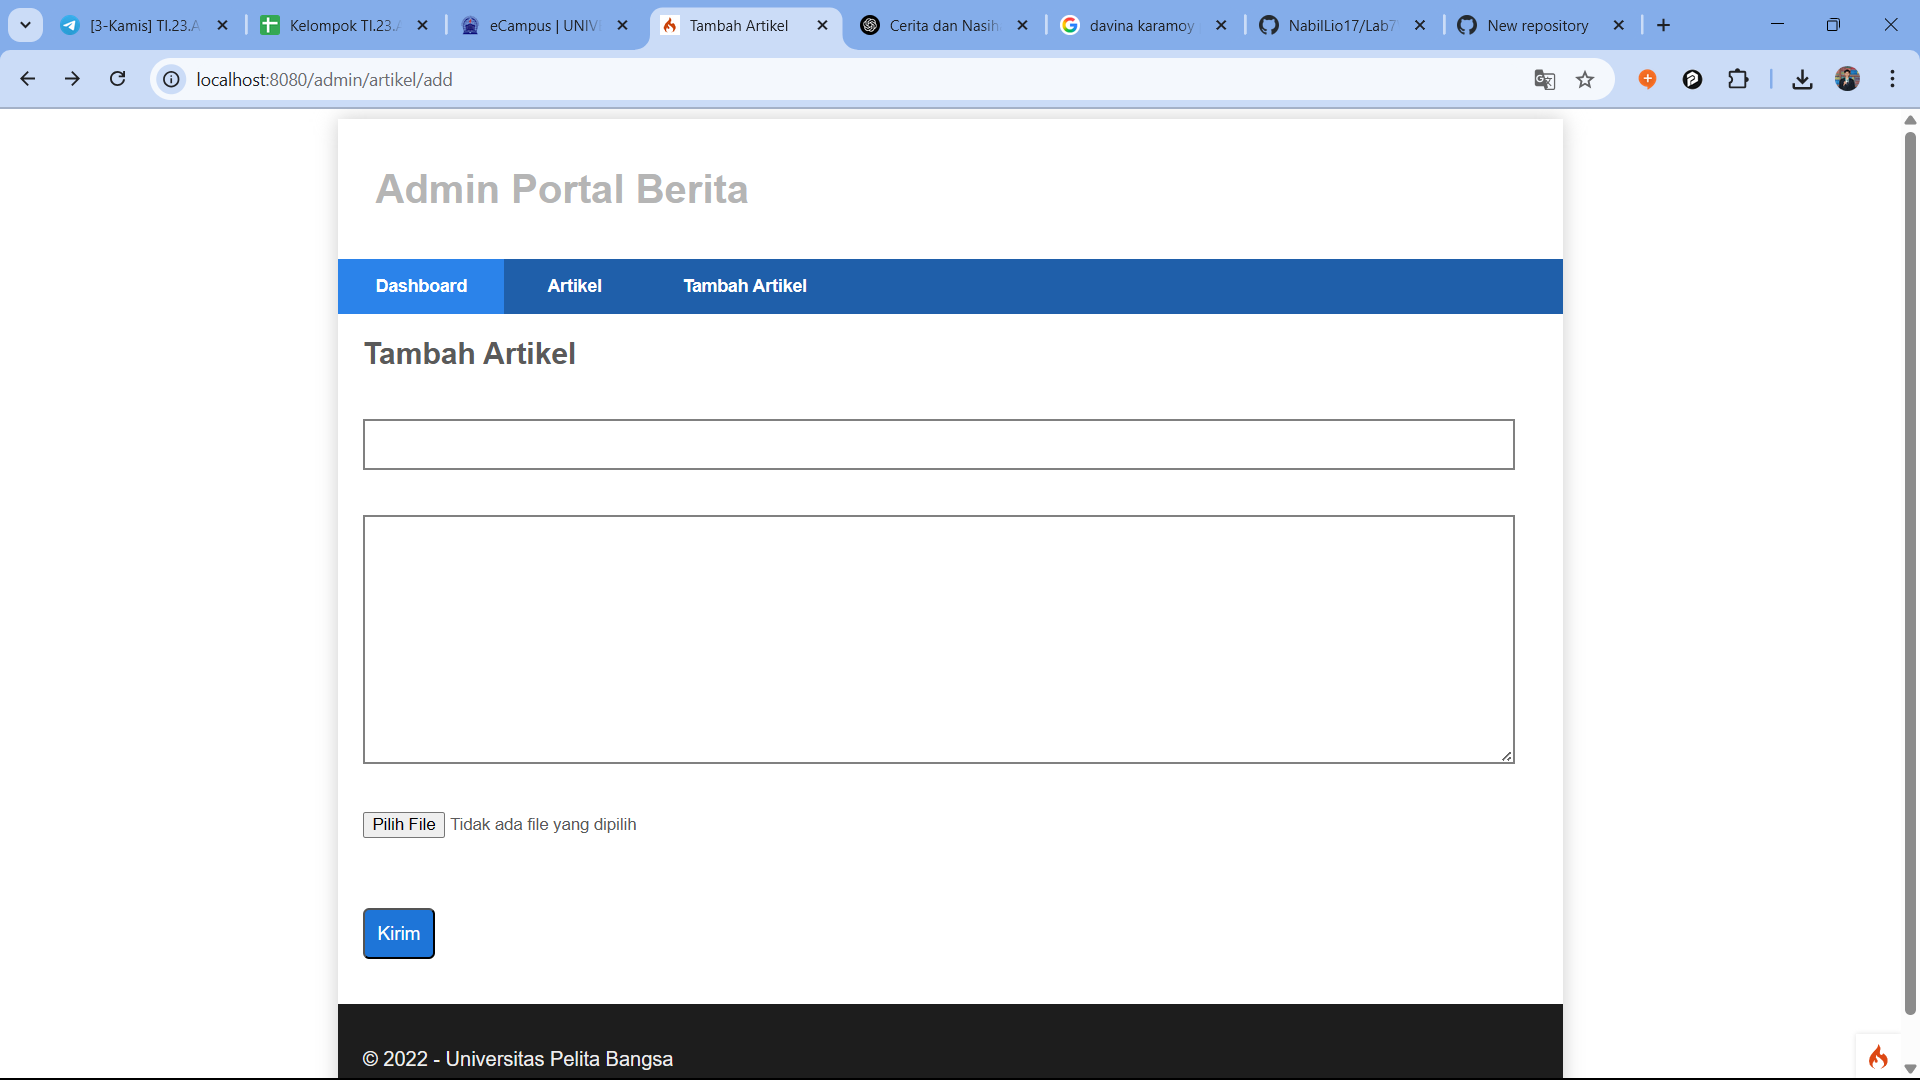 [3-Kamis] TI.23.A
Kelompok TI.23.A
eCampus | UNIV
Tambah Artikel
Cerita dan Nasih
davina karamoy
NabilLio17/Lab7
New repository
localhost:8080/admin/artikel/add
Admin Portal Berita
Dashboard
Artikel
Tambah Artikel
Tambah Artikel
Pilih File Tidak ada file yang dipilih
Kirim
© 2022 - Universitas Pelita Bangsa